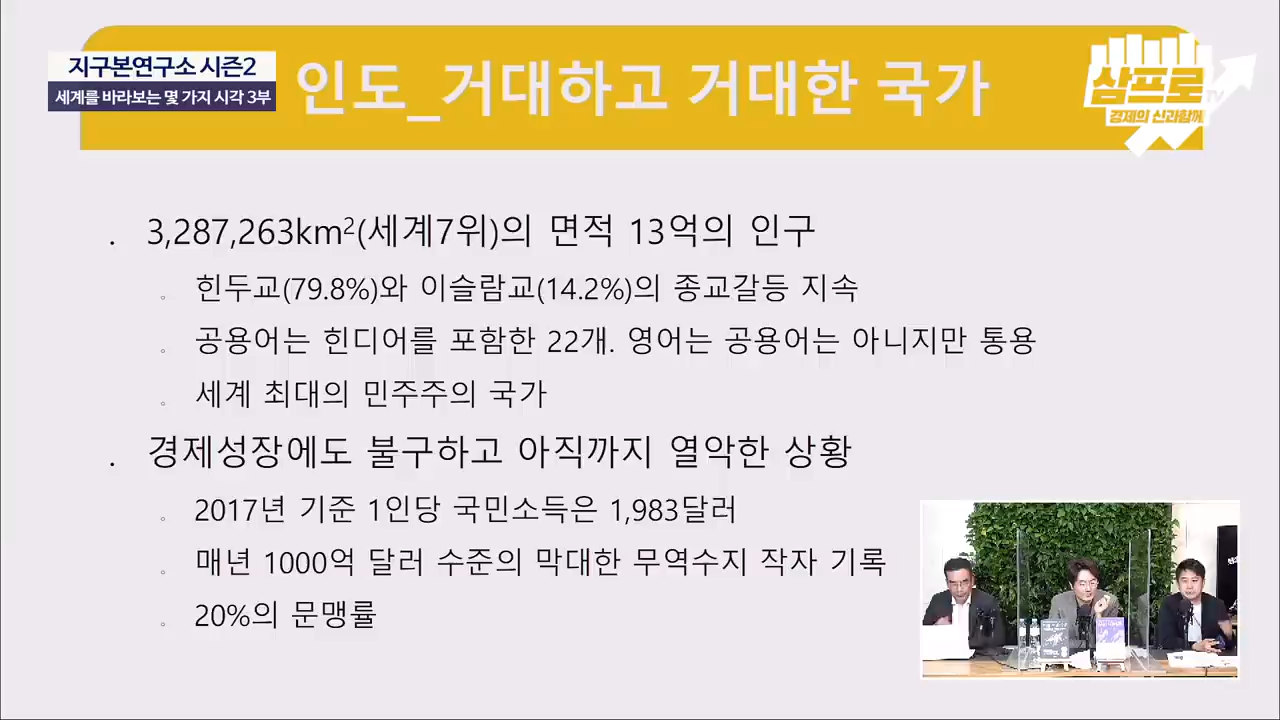 지구본연구소 시즌2
세계를 바라보는 몇 가지 시각 3부
인도_거대하고 거대한 국가
삼프로TV
경제의 신과함께
. 3,287,263km²(세계7위)의 면적 13억의 인구
힌두교(79.8%)와 이슬람교(14.2%)의 종교갈등 지속
공용어는 힌디어를 포함한 22개. 영어는 공용어는 아니지만 통용
세계 최대의 민주주의 국가
. 경제성장에도 불구하고 아직까지 열악한 상황
2017년 기준 1인당 국민소득은 1,983달러
매년 1000억 달러 수준의 막대한 무역수지 작자 기록
20%의 문맹률